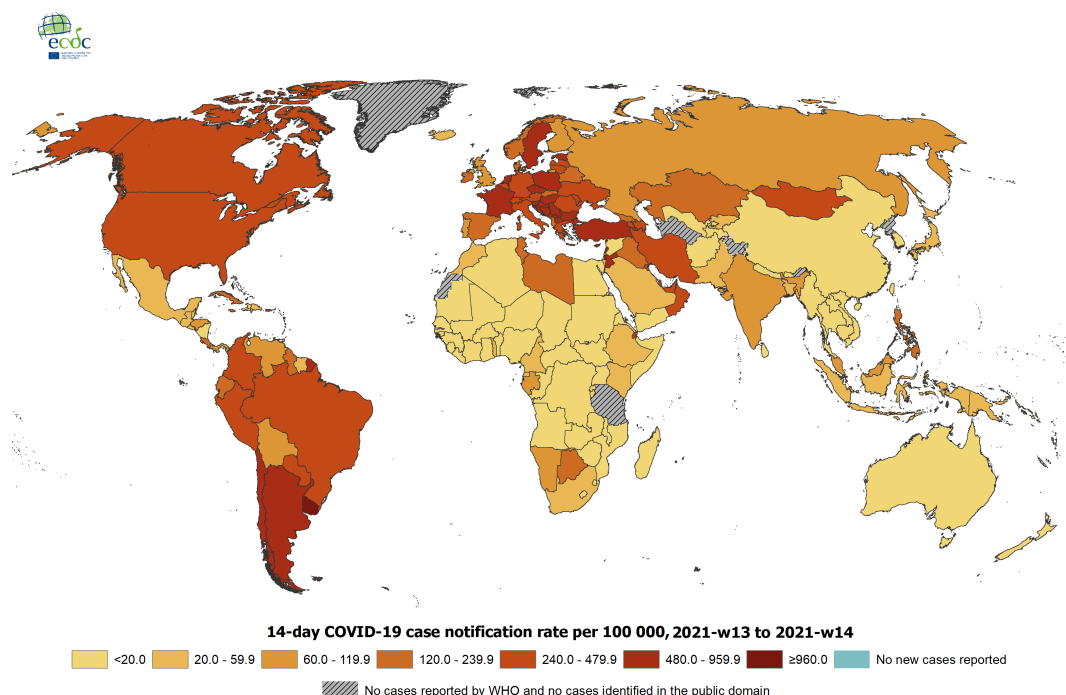 ecdc
14-day COVID-19 case notification rate per 100 000, 2021-w13 to 2021-w14
<20.0 20.0 - 59.9 60.0 - 119.9 120.0 - 239.9 240.0 - 479.9 480.0 - 959.9 ≥960.0 No new cases reported
No cases reported by WHO and no cases identified in the public domain